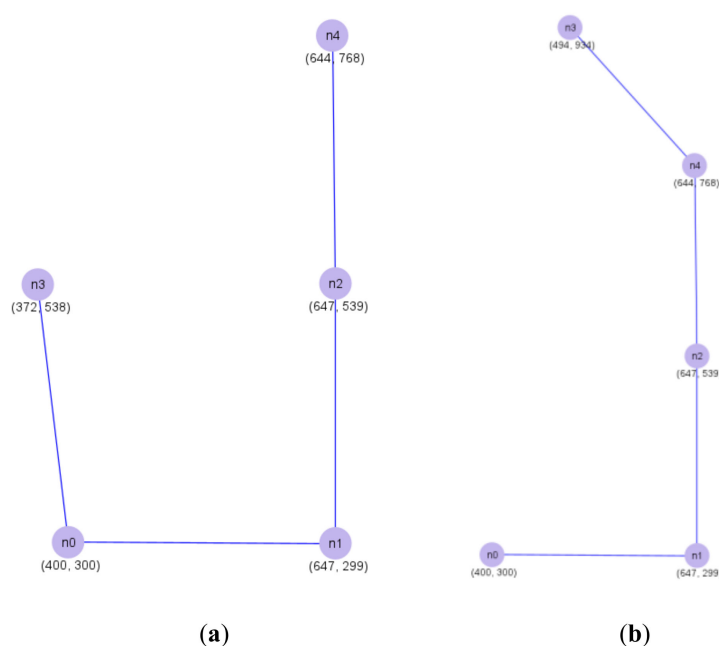 n4
(644, 768)
n3
(372, 538)
n2
(647, 539)
n0
(400, 300)
n1
(647, 299)
(a)
n3
(494, 934)
n4
(644, 768)
n2
(647, 539
n0
(400, 300)
n1
(647, 299
(b)